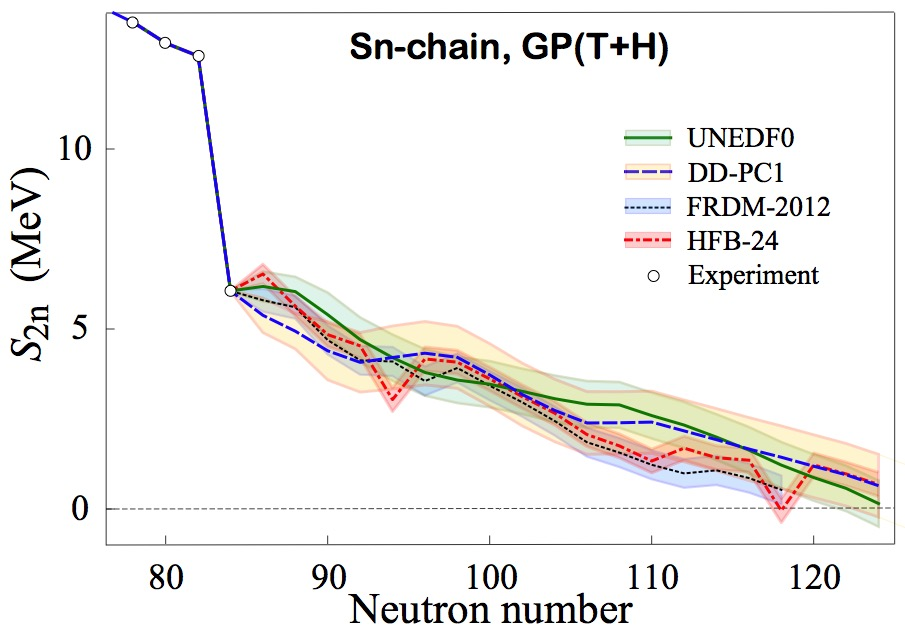 Sn-chain, GP(T+H)
UNEDF0
DD-PC1
FRDM-2012
HFB-24
Experiment
S2n (MeV)
10
5
0
80 90 100 110 120
Neutron number